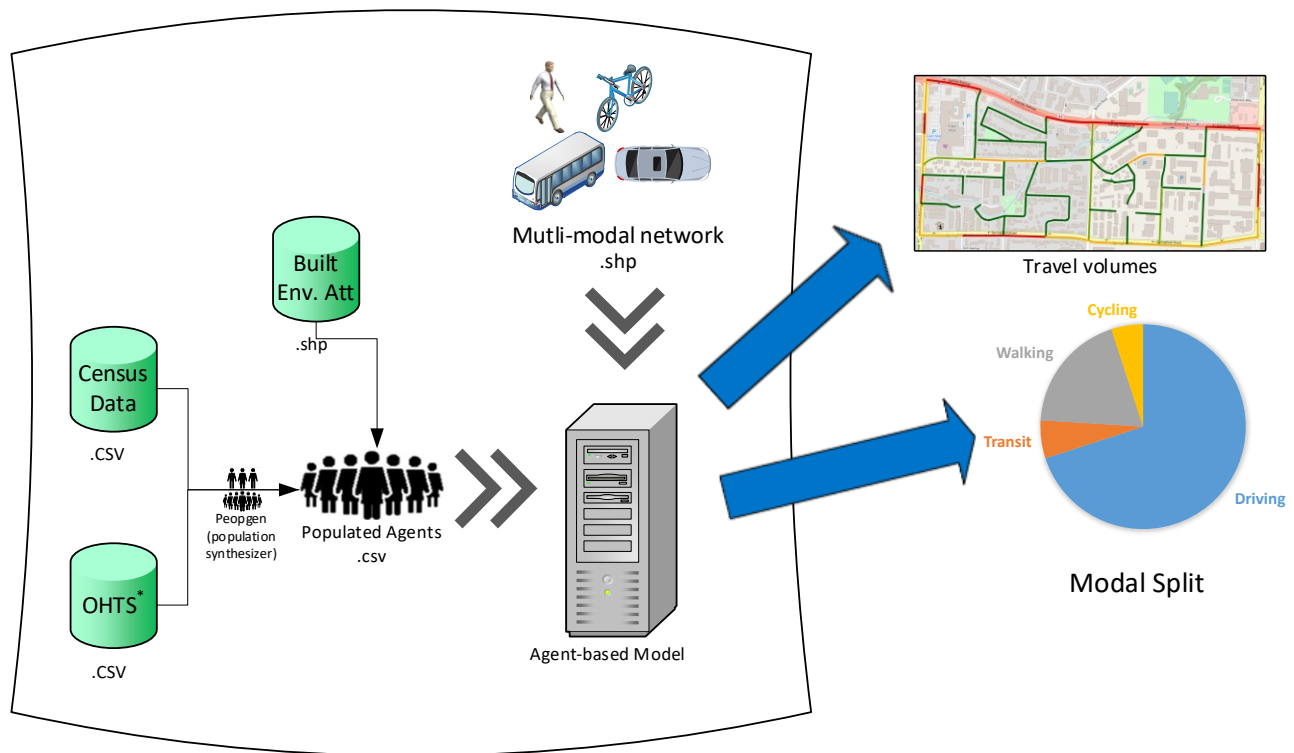 Mutli-modal network
.shp
Travel volumes
Built
Env. Att
.shp
Census
Data
.CSV
Peopgen
(population
synthesizer)
Populated Agents
.csv
OHTS*
.CSV
Agent-based Model
Cycling
Walking
Transit
Driving
Modal Split